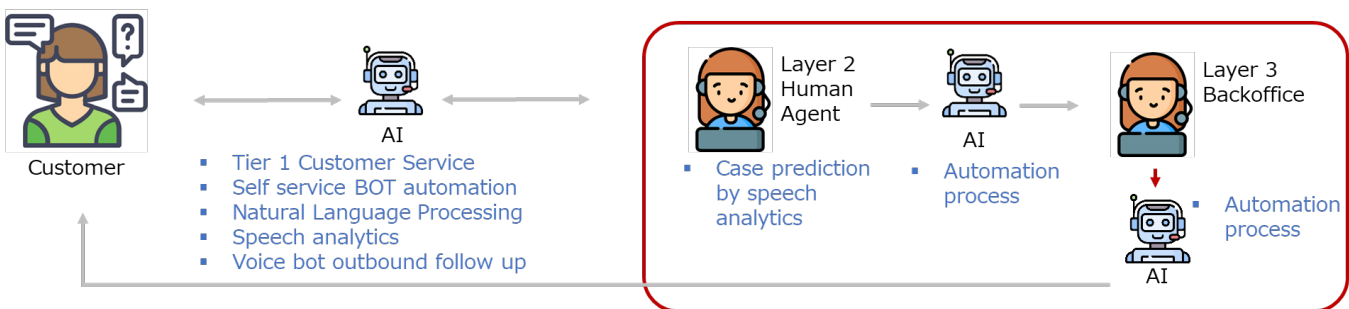 Customer
AI
▪ Tier 1 Customer Service
▪ Self service BOT automation
▪ Natural Language Processing
▪ Speech analytics
▪ Voice bot outbound follow up
Layer 2
Human
Agent
▪ Case prediction
by speech
analytics
AI
▪ Automation
process
Layer 3
Backoffice
▪ Automation
process
AI
?